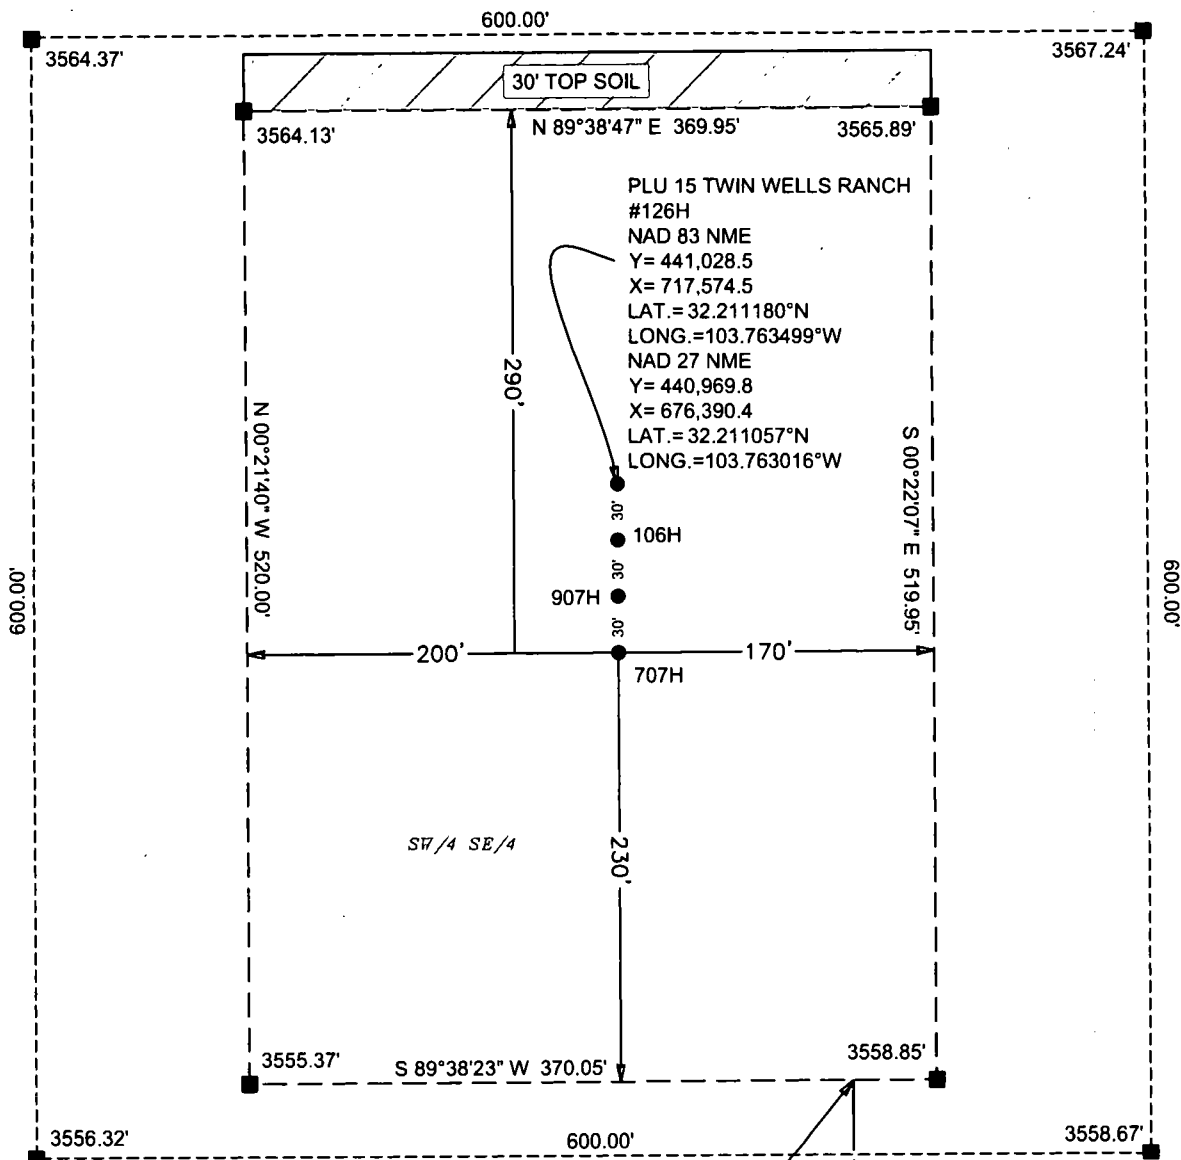 600.00'
3564.37'
3567.24'
30' TOP SOIL
3564.13'
N 89°38'47" E 369.95'
3565.89'
PLU 15 TWIN WELLS RANCH
#126H
NAD 83 NME
Y= 441,028.5
X= 717,574.5
LAT.= 32.211180°N
LONG.=103.763499°W
NAD 27 NME
Y= 440,969.8
X= 676,390.4
LAT.= 32.211057°N
LONG.=103.763016°W
290'
N 00°21'40" W 520.00'
S 00°22'07" E 519.95'
30'
106H
30'
907H
30'
600.00'
600.00'
200'
170'
707H
SW/4 SE/4
230'
3555.37'
S 89°38'23" W 370.05'
3558.85'
3556.32'
600.00'
3558.67'